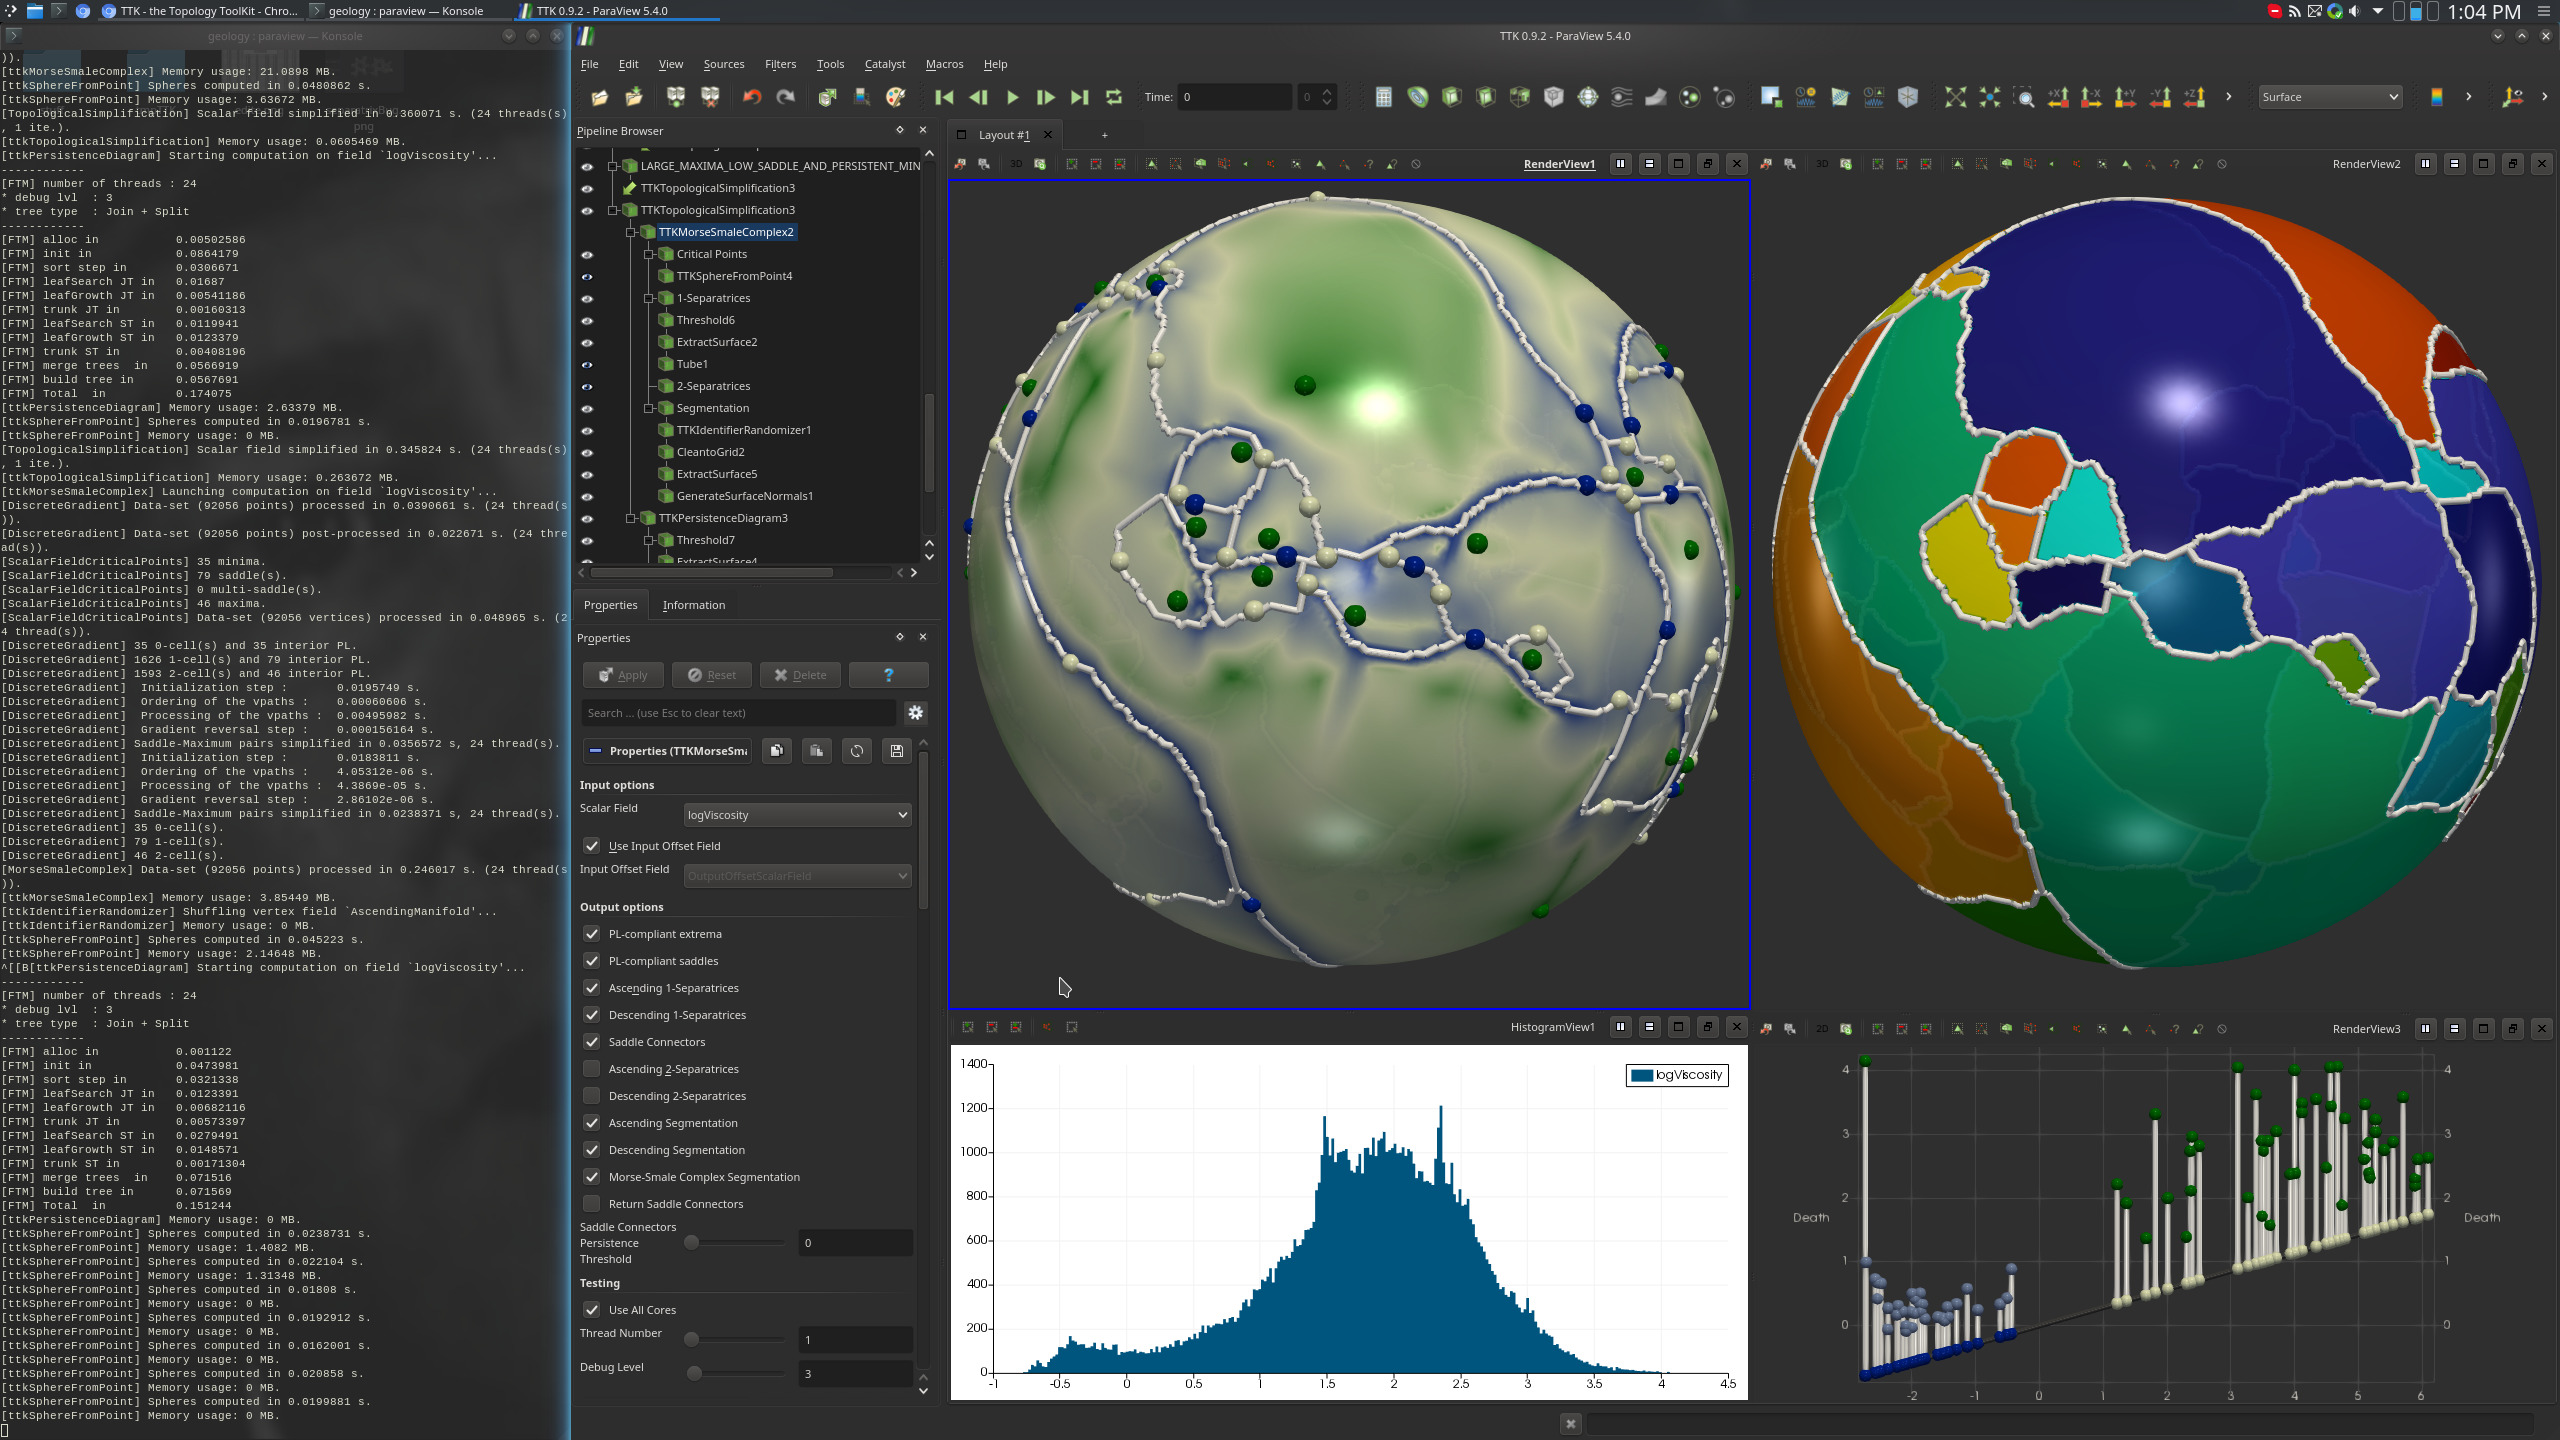 TTK - the Topology ToolKit - Chro...
geology : paraview — Konsole
TTK 0.9.2 - ParaView 5.4.0
1:04 PM
geology : paraview — Konsole
)).
[ttkMorseSmaleComplex] Memory usage: 21.0898 MB.
[ttkSphereFromPoint] Spheres computed in 0.0480862 s.
[ttkSphereFromPoint] Memory usage: 3.63672 MB.
[TopologicalSimplification] Scalar field simplified in 0.360071 s. (24 threads(s)
, 1 ite.).
png
[ttkTopologicalSimplification] Memory usage: 0.0605469 MB.
[ttkPersistenceDiagram] Starting computation on field `logViscosity'...
------------
[FTM] number of threads : 24
* debug lvl  : 3
* tree type  : Join + Split
------------
[FTM] alloc in 0.00502586
[FTM] init in 0.0864179
[FTM] sort step in 0.0306671
[FTM] leafSearch JT in 0.01687
[FTM] leafGrowth JT in 0.00541186
[FTM] trunk JT in 0.00160313
[FTM] leafSearch ST in 0.0119941
[FTM] leafGrowth ST in 0.0123379
[FTM] trunk ST in 0.00408196
[FTM] merge trees  in 0.0566919
[FTM] build tree in 0.0567691
[FTM] Total  in 0.174075
[ttkPersistenceDiagram] Memory usage: 2.63379 MB.
[ttkSphereFromPoint] Spheres computed in 0.0196781 s.
[ttkSphereFromPoint] Memory usage: 0 MB.
[TopologicalSimplification] Scalar field simplified in 0.345824 s. (24 threads(s)
, 1 ite.).
[ttkTopologicalSimplification] Memory usage: 0.263672 MB.
[ttkMorseSmaleComplex] Launching computation on field `logViscosity'...
[DiscreteGradient] Data-set (92056 points) processed in 0.0390661 s. (24 thread(s
)).
[DiscreteGradient] Data-set (92056 points) post-processed in 0.022671 s. (24 thre
ad(s)).
[ScalarFieldCriticalPoints] 35 minima.
[ScalarFieldCriticalPoints] 79 saddle(s).
[ScalarFieldCriticalPoints] 0 multi-saddle(s).
[ScalarFieldCriticalPoints] 46 maxima.
[ScalarFieldCriticalPoints] Data-set (92056 vertices) processed in 0.048965 s. (2
4 thread(s)).
[DiscreteGradient] 35 0-cell(s) and 35 interior PL.
[DiscreteGradient] 1626 1-cell(s) and 79 interior PL.
[DiscreteGradient] 1593 2-cell(s) and 46 interior PL.
[DiscreteGradient]  Initialization step : 0.0195749 s.
[DiscreteGradient]  Ordering of the vpaths : 0.00060606 s.
[DiscreteGradient]  Processing of the vpaths : 0.00495982 s.
[DiscreteGradient]  Gradient reversal step : 0.000156164 s.
[DiscreteGradient] Saddle-Maximum pairs simplified in 0.0356572 s, 24 thread(s).
[DiscreteGradient]  Initialization step : 0.0183811 s.
[DiscreteGradient]  Ordering of the vpaths : 4.05312e-06 s.
[DiscreteGradient]  Processing of the vpaths : 4.3869e-05 s.
[DiscreteGradient]  Gradient reversal step : 2.86102e-06 s.
[DiscreteGradient] Saddle-Maximum pairs simplified in 0.0238371 s, 24 thread(s).
[DiscreteGradient] 35 0-cell(s).
[DiscreteGradient] 79 1-cell(s).
[DiscreteGradient] 46 2-cell(s).
[MorseSmaleComplex] Data-set (92056 points) processed in 0.246017 s. (24 thread(s
)).
[ttkMorseSmaleComplex] Memory usage: 3.85449 MB.
[ttkIdentifierRandomizer] Shuffling vertex field `AscendingManifold'...
[ttkIdentifierRandomizer] Memory usage: 0 MB.
[ttkSphereFromPoint] Spheres computed in 0.045223 s.
[ttkSphereFromPoint] Memory usage: 2.14648 MB.
^[[B[ttkPersistenceDiagram] Starting computation on field `logViscosity'...
------------
[FTM] number of threads : 24
* debug lvl  : 3
* tree type  : Join + Split
------------
[FTM] alloc in 0.001122
[FTM] init in 0.0473981
[FTM] sort step in 0.0321338
[FTM] leafSearch JT in 0.0123391
[FTM] leafGrowth JT in 0.00682116
[FTM] trunk JT in 0.00573397
[FTM] leafSearch ST in 0.0279491
[FTM] leafGrowth ST in 0.0148571
[FTM] trunk ST in 0.00171304
[FTM] merge trees  in 0.071516
[FTM] build tree in 0.071569
[FTM] Total  in 0.151244
[ttkPersistenceDiagram] Memory usage: 0 MB.
[ttkSphereFromPoint] Spheres computed in 0.0238731 s.
[ttkSphereFromPoint] Memory usage: 1.4082 MB.
[ttkSphereFromPoint] Spheres computed in 0.022104 s.
[ttkSphereFromPoint] Memory usage: 1.31348 MB.
[ttkSphereFromPoint] Spheres computed in 0.01808 s.
[ttkSphereFromPoint] Memory usage: 0 MB.
[ttkSphereFromPoint] Spheres computed in 0.0192912 s.
[ttkSphereFromPoint] Memory usage: 0 MB.
[ttkSphereFromPoint] Spheres computed in 0.0162001 s.
[ttkSphereFromPoint] Memory usage: 0 MB.
[ttkSphereFromPoint] Spheres computed in 0.020858 s.
[ttkSphereFromPoint] Memory usage: 0 MB.
[ttkSphereFromPoint] Spheres computed in 0.0199881 s.
[ttkSphereFromPoint] Memory usage: 0 MB.
TTK 0.9.2 - ParaView 5.4.0
File Edit View Sources Filters Tools Catalyst Macros Help
Time: 0 0
+X -X +Y -Y +Z
Surface
Pipeline Browser
LARGE_MAXIMA_LOW_SADDLE_AND_PERSISTENT_MIN
TTKTopologicalSimplification3
TTKTopologicalSimplification3
TTKMorseSmaleComplex2
Critical Points
TTKSphereFromPoint4
1-Separatrices
Threshold6
ExtractSurface2
Tube1
2-Separatrices
Segmentation
TTKIdentifierRandomizer1
CleantoGrid2
ExtractSurface5
GenerateSurfaceNormals1
TTKPersistenceDiagram3
Threshold7
ExtractSurface4
Properties Information
Properties
Apply Reset Delete ?
Search ... (use Esc to clear text)
Properties (TTKMorseSma
Input options
Scalar Field logViscosity
Use Input Offset Field
Input Offset Field OutputOffsetScalarField
Output options
PL-compliant extrema
PL-compliant saddles
Ascending 1-Separatrices
Descending 1-Separatrices
Saddle Connectors
Ascending 2-Separatrices
Descending 2-Separatrices
Ascending Segmentation
Descending Segmentation
Morse-Smale Complex Segmentation
Return Saddle Connectors
Saddle Connectors
Persistence 0
Threshold
Testing
Use All Cores
Thread Number 1
Debug Level 3
Layout #1 +
3D RenderView1
3D RenderView2
HistogramView1
1400
1200
1000
800
600
400
200
0
-1 -0.5 0 0.5 1 1.5 2 2.5 3 3.5 4 4.5
logViscosity
2D RenderView3
4 4
3 3
2 2
Death Death
1 1
0 0
-2 -1 0 1 2 3 4 5 6